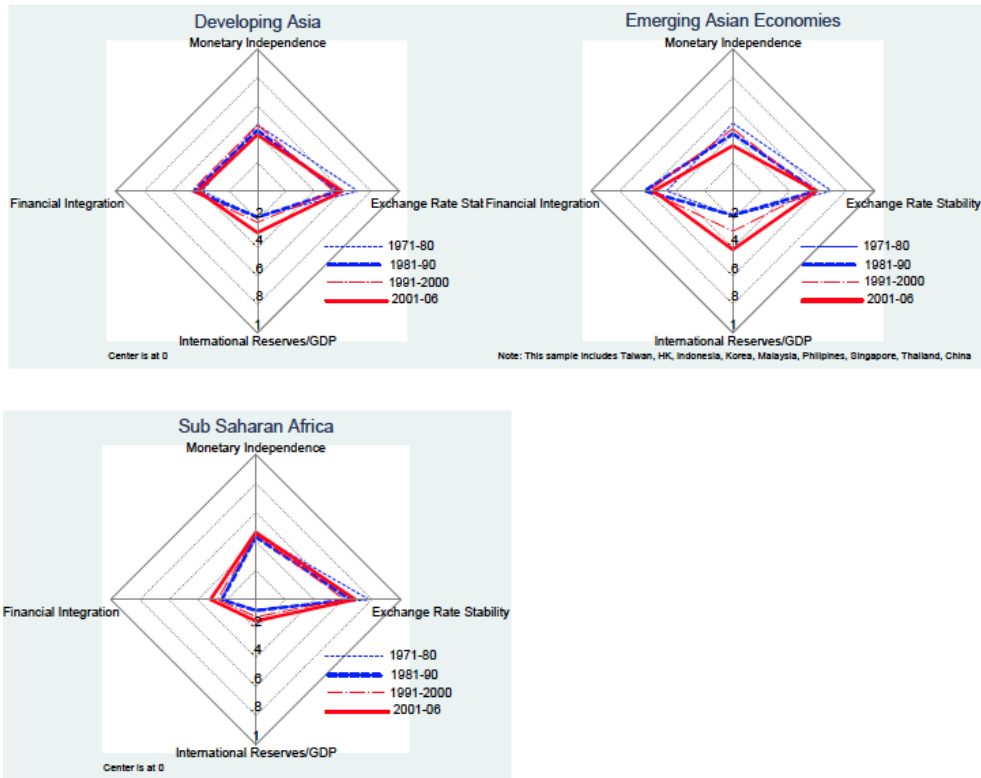 Developing Asia
Monetary Independence
Financial Integration
Exchange Rate Stat
.2
.4
.6
.8
1
International Reserves/GDP
1971-80
1981-90
1991-2000
2001-06
Center is at 0
Emerging Asian Economies
Monetary Independence
Financial Integration
Exchange Rate Stability
.2
.4
.6
.8
1
International Reserves/GDP
1971-80
1981-90
1991-2000
2001-06
Note: This sample includes Taiwan, HK, Indonesia, Korea, Malaysia, Philipines, Singapore, Thailand, China
Sub Saharan Africa
Monetary Independence
Financial Integration
Exchange Rate Stability
.2
.4
.6
.8
1
International Reserves/GDP
1971-80
1981-90
1991-2000
2001-06
Center is at 0